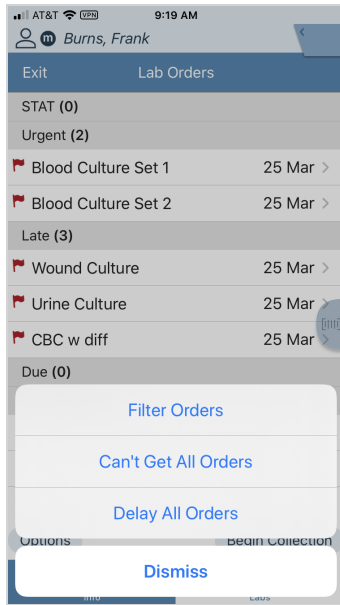 AT&T VPN 9:19 AM
m Burns, Frank
Exit Lab Orders
STAT (0)
Urgent (2)
Blood Culture Set 1 25 Mar
Blood Culture Set 2 25 Mar
Late (3)
Wound Culture 25 Mar
Urine Culture 25 Mar
CBC w diff 25 Mar
Due (0)
Filter Orders
Can't Get All Orders
Delay All Orders
Options Begin Collection
Dismiss
Info Labs